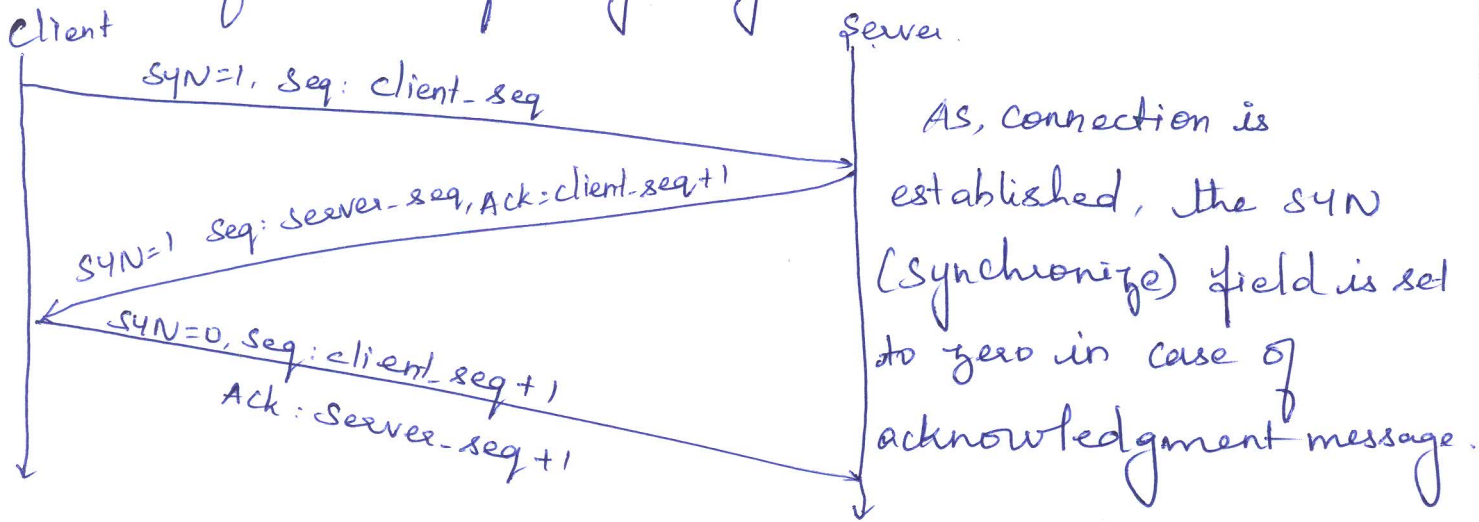 Client
Server.
SYN=1, Seq: client_seq
SYN=1 Seq: server_seq, Ack: client_seq+1
SYN=0, Seq: client_seq+1
Ack: Server_seq+1
As, connection is
established, the SYN
(synchronize) field is set
to zero in case of
acknowledgment message.